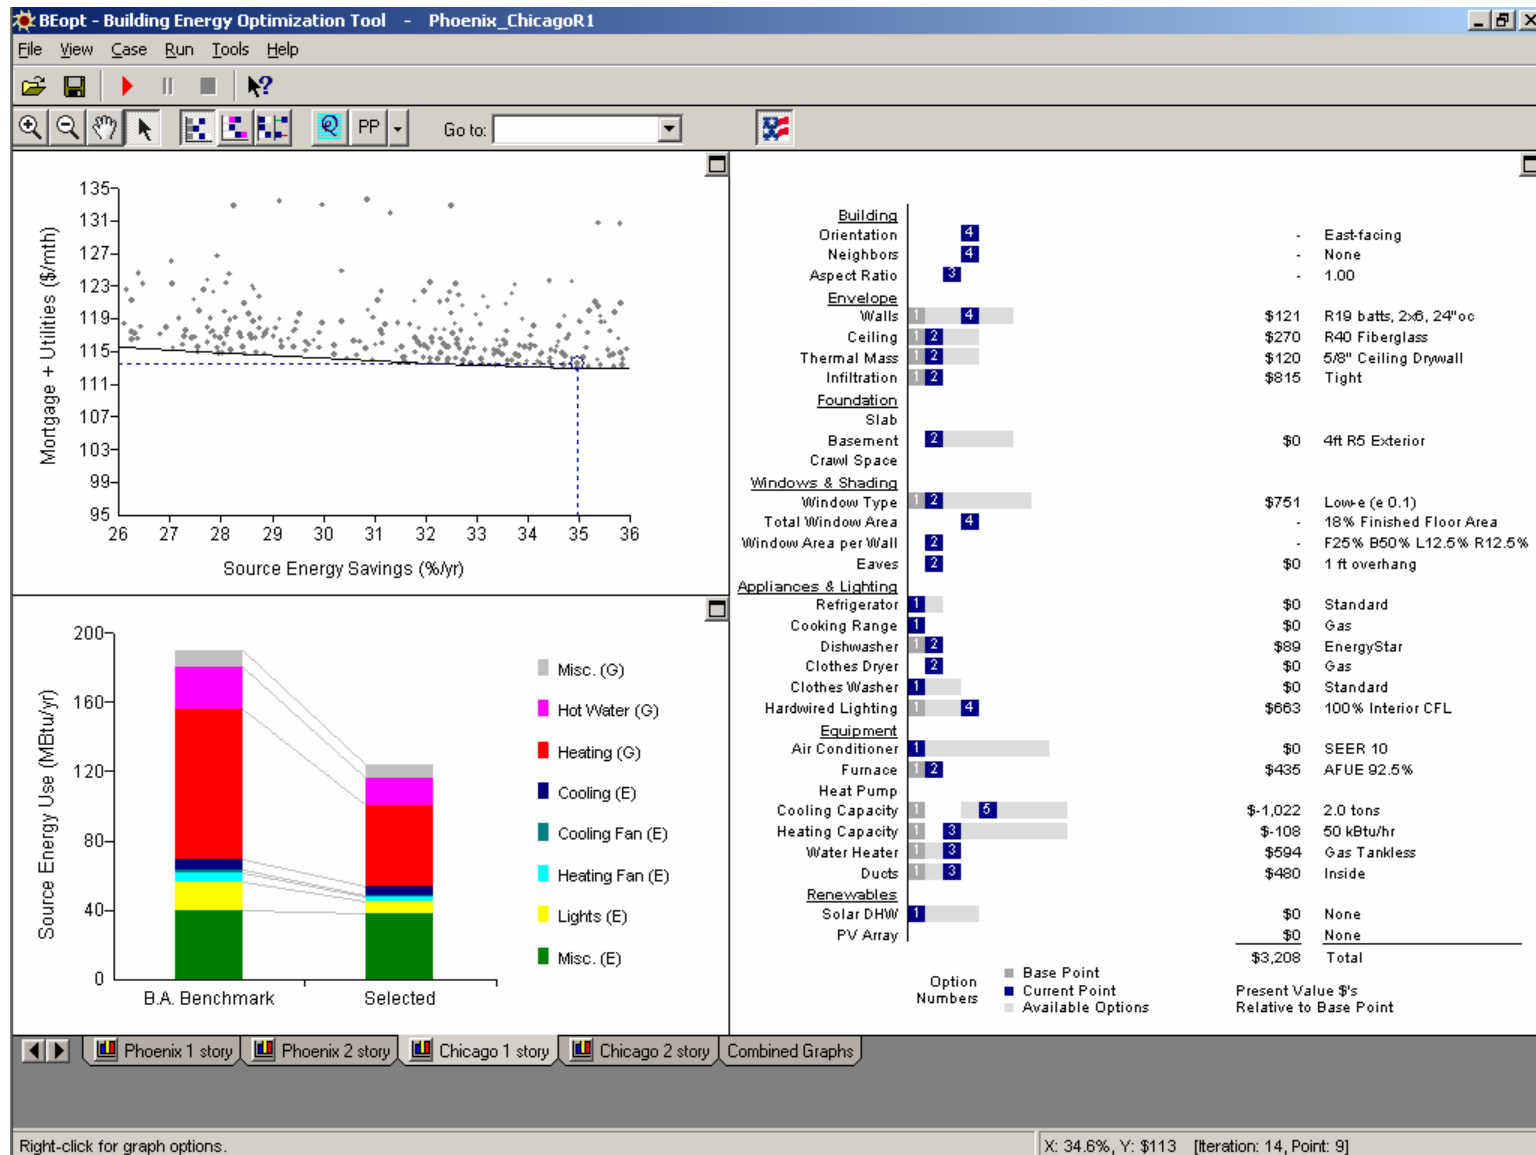 BEopt - Building Energy Optimization Tool - Phoenix_ChicagoR1
File View Case Run Tools Help
PP Go to:
135
131
127
123
119
115
111
107
103
99
95
Mortgage + Utilities ($/mth)
26 27 28 29 30 31 32 33 34 35 36
Source Energy Savings (%/yr)
200
160
120
80
40
0
Source Energy Use (MBtu/yr)
B.A. Benchmark Selected
Misc. (G)
Hot Water (G)
Heating (G)
Cooling (E)
Cooling Fan (E)
Heating Fan (E)
Lights (E)
Misc. (E)
Building
Orientation 4 - East-facing
Neighbors 4 - None
Aspect Ratio 3 - 1.00
Envelope
Walls 1 4 $121 R19 batts, 2x6, 24"oc
Ceiling 1 2 $270 R40 Fiberglass
Thermal Mass 1 2 $120 5/8" Ceiling Drywall
Infiltration 1 2 $815 Tight
Foundation
Slab
Basement 2 $0 4ft R5 Exterior
Crawl Space
Windows & Shading
Window Type 1 2 $751 Low-e (e 0.1)
Total Window Area 4 - 18% Finished Floor Area
Window Area per Wall 2 - F25% B50% L12.5% R12.5%
Eaves 2 $0 1 ft overhang
Appliances & Lighting
Refrigerator 1 $0 Standard
Cooking Range 1 $0 Gas
Dishwasher 1 2 $89 EnergyStar
Clothes Dryer 2 $0 Gas
Clothes Washer 1 $0 Standard
Hardwired Lighting 1 4 $663 100% Interior CFL
Equipment
Air Conditioner 1 $0 SEER 10
Furnace 1 2 $435 AFUE 92.5%
Heat Pump
Cooling Capacity 1 5 $-1,022 2.0 tons
Heating Capacity 1 3 $-108 50 kBtu/hr
Water Heater 1 3 $594 Gas Tankless
Ducts 1 3 $480 Inside
Renewables
Solar DHW 1 $0 None
PV Array $0 None
$3,208 Total
Option Numbers
Base Point
Current Point
Available Options
Present Value $'s
Relative to Base Point
Phoenix 1 story Phoenix 2 story Chicago 1 story Chicago 2 story Combined Graphs
Right-click for graph options. X: 34.6%, Y: $113 [Iteration: 14, Point: 9]